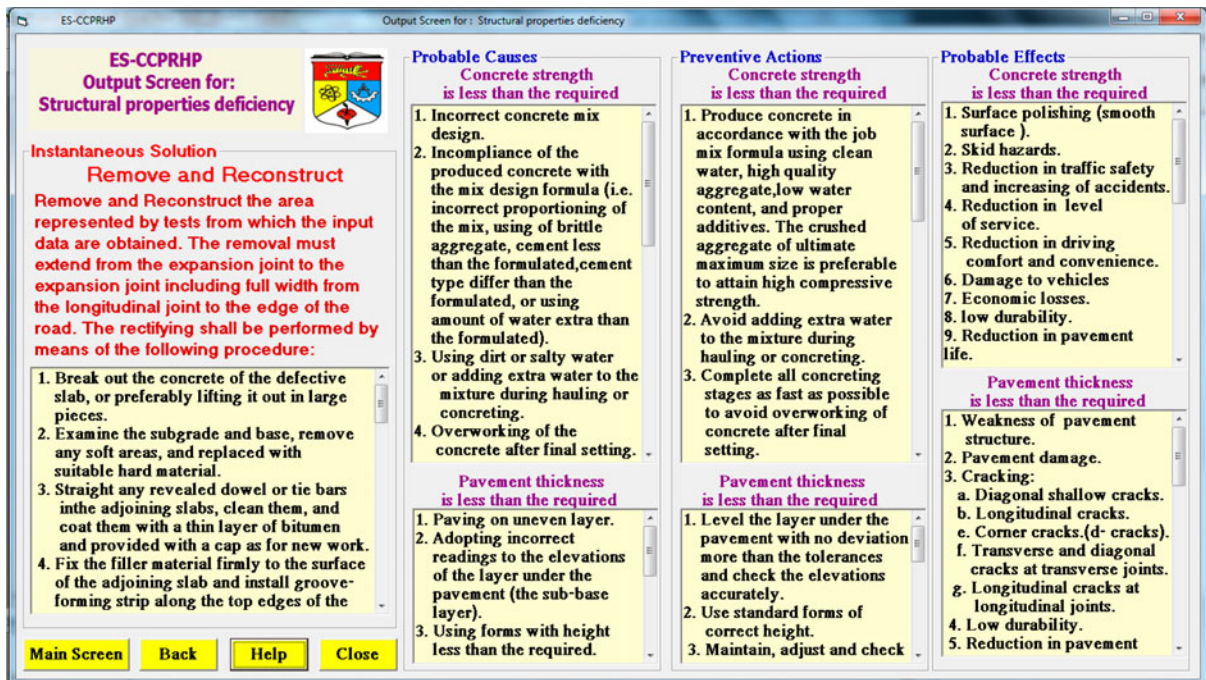 ES-CCPRHP
Output Screen for : Structural properties deficiency
ES-CCPRHP
Output Screen for:
Structural properties deficiency
Instantaneous Solution
Remove and Reconstruct
Remove and Reconstruct the area
represented by tests from which the input
data are obtained. The removal must
extend from the expansion joint to the
expansion joint including full width from
the longitudinal joint to the edge of the
road. The rectifying shall be performed by
means of the following procedure:
1. Break out the concrete of the defective
slab, or preferably lifting it out in large
pieces.
2. Examine the subgrade and base, remove
any soft areas, and replaced with
suitable hard material.
3. Straight any revealed dowel or tie bars
inthe adjoining slabs, clean them, and
coat them with a thin layer of bitumen
and provided with a cap as for new work.
4. Fix the filler material firmly to the surface
of the adjoining slab and install groove-
forming strip along the top edges of the
Main Screen
Back
Help
Close
Probable Causes
Concrete strength
is less than the required
1. Incorrect concrete mix
design.
2. Incompliance of the
produced concrete with
the mix design formula (i.e.
incorrect proportioning of
the mix, using of brittle
aggregate, cement less
than the formulated,cement
type differ than the
formulated, or using
amount of water extra than
the formulated).
3. Using dirt or salty water
or adding extra water to the
mixture during hauling or
concreting.
4. Overworking of the
concrete after final setting.
Pavement thickness
is less than the required
1. Paving on uneven layer.
2. Adopting incorrect
readings to the elevations
of the layer under the
pavement (the sub-base
layer).
3. Using forms with height
less than the required.
Preventive Actions
Concrete strength
is less than the required
1. Produce concrete in
accordance with the job
mix formula using clean
water, high quality
aggregate,low water
content, and proper
additives. The crushed
aggregate of ultimate
maximum size is preferable
to attain high compressive
strength.
2. Avoid adding extra water
to the mixture during
hauling or concreting.
3. Complete all concreting
stages as fast as possible
to avoid overworking of
concrete after final
setting.
Pavement thickness
is less than the required
1. Level the layer under the
pavement with no deviation
more than the tolerances
and check the elevations
accurately.
2. Use standard forms of
correct height.
3. Maintain, adjust and check
Probable Effects
Concrete strength
is less than the required
1. Surface polishing (smooth
surface ).
2. Skid hazards.
3. Reduction in traffic safety
and increasing of accidents.
4. Reduction in level
of service.
5. Reduction in driving
comfort and convenience.
6. Damage to vehicles
7. Economic losses.
8. low durability.
9. Reduction in pavement
life.
Pavement thickness
is less than the required
1. Weakness of pavement
structure.
2. Pavement damage.
3. Cracking:
a. Diagonal shallow cracks.
b. Longitudinal cracks.
e. Corner cracks.(d- cracks).
f. Transverse and diagonal
cracks at transverse joints.
g. Longitudinal cracks at
longitudinal joints.
4. Low durability.
5. Reduction in pavement